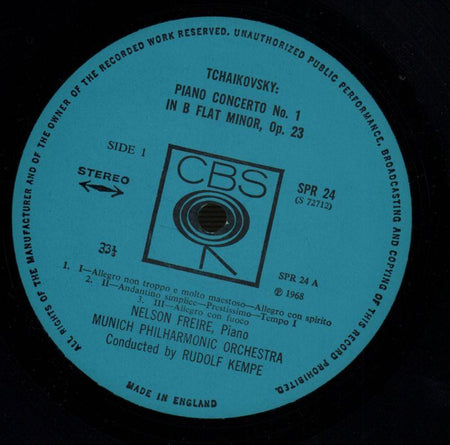 ALL RIGHTS OF THE MANUFACTURER AND OF THE OWNER OF THE RECORDED WORK RESERVED. UNAUTHORIZED PUBLIC PERFORMANCE, BROADCASTING AND COPYING OF THIS RECORD PROHIBITED.
TCHAIKOVSKY:
PIANO CONCERTO No. 1
IN B FLAT MINOR, Op. 23
SIDE 1
CBS
STEREO
SPR 24
(S 72712)
33⅓
SPR 24 A
℗ 1968
1. I—Allegro non troppo e molto maestoso—Allegro con spirito
2. II—Andantino simplice—Prestissimo—Tempo I
3. III—Allegro con fuoco
NELSON FREIRE, Piano
MUNICH PHILHARMONIC ORCHESTRA
Conducted by RUDOLF KEMPE
MADE IN ENGLAND